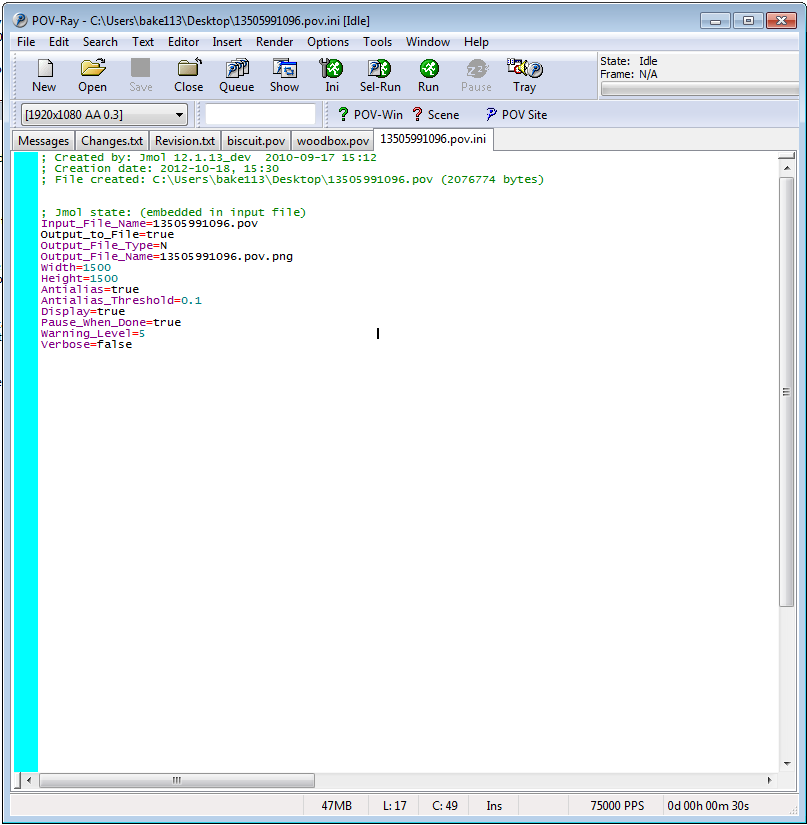 POV-Ray - C:\Users\bake113\Desktop\13505991096.pov.ini [Idle]
File Edit Search Text Editor Insert Render Options Tools Window Help
New Open Save Close Queue Show Ini Sel-Run Run Pause Tray
State: Idle
Frame: N/A
[1920x1080 AA 0.3] POV-Win Scene POV Site
Messages Changes.txt Revision.txt biscuit.pov woodbox.pov 13505991096.pov.ini
; Created by: Jmol 12.1.13_dev  2010-09-17 15:12
; Creation date: 2012-10-18, 15:30
; File created: C:\Users\bake113\Desktop\13505991096.pov (2076774 bytes)
; Jmol state: (embedded in input file)
Input_File_Name=13505991096.pov
Output_to_File=true
Output_File_Type=N
Output_File_Name=13505991096.pov.png
Width=1500
Height=1500
Antialias=true
Antialias_Threshold=0.1
Display=true
Pause_When_Done=true
Warning_Level=5
Verbose=false
47MB L: 17 C: 49 Ins 75000 PPS 0d 00h 00m 30s